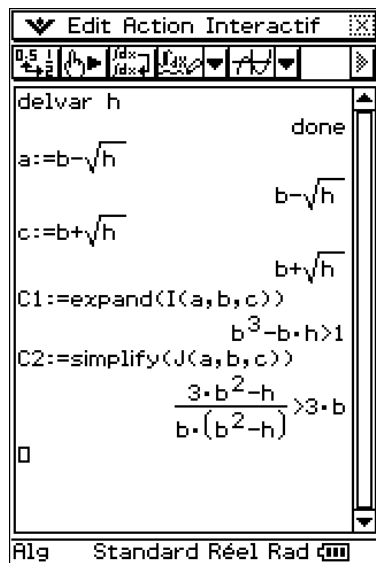 Edit Action Interactif
delvar h
done
a:=b-√h
b-√h
c:=b+√h
b+√h
C1:=expand(I(a,b,c))
b³-b·h>1
C2:=simplify(J(a,b,c))
3·b²-h
b·(b²-h) >3·b
Alg Standard Réel Rad